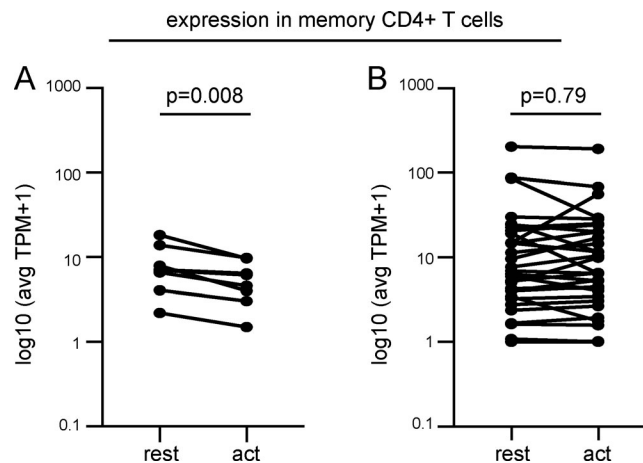 expression in memory CD4+ T cells
A
p=0.008
log10 (avg TPM+1)
1000
100
10
1
0.1
rest act
B
p=0.79
log10 (avg TPM+1)
1000
100
10
1
0.1
rest act